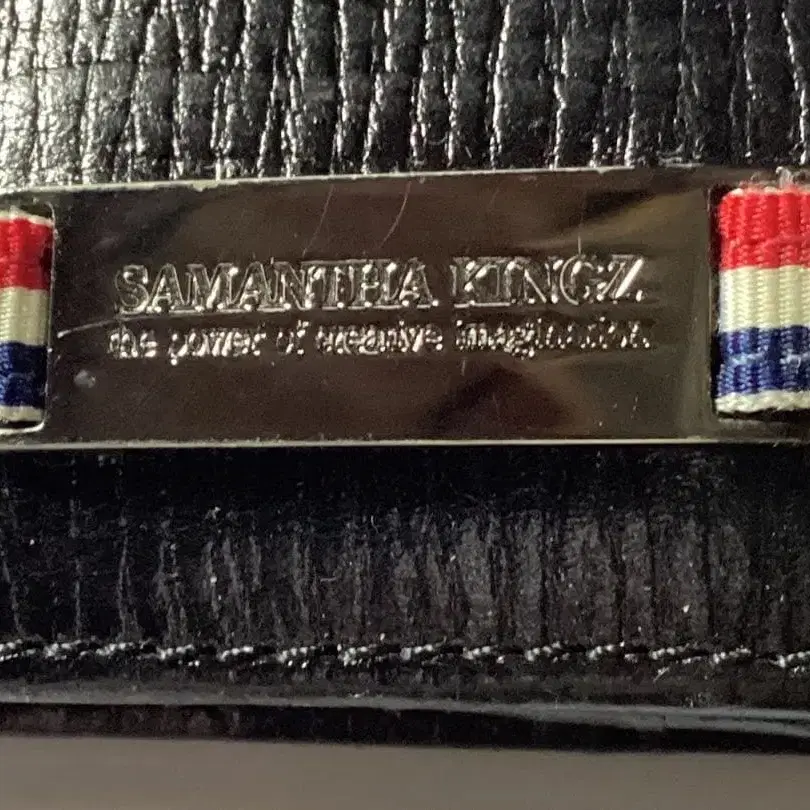 SAMANTHA KINGZ
the power of creative imagination.